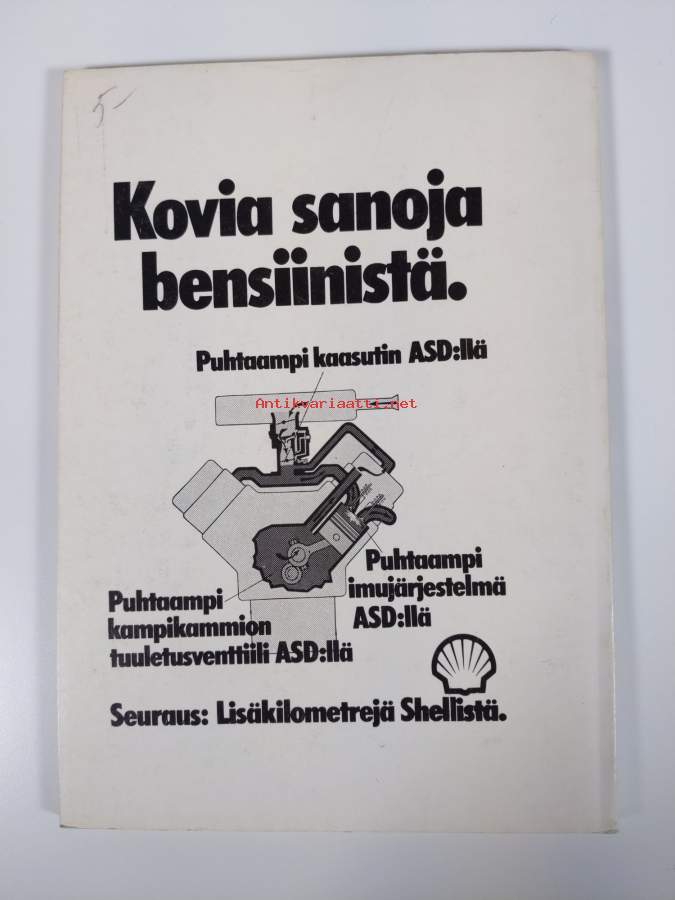 5-
Kovia sanoja
bensiinistä.
Puhtaampi kaasutin ASD:llä
Antikvariaatti.net
Puhtaampi
imujärjestelmä
ASD:llä
Puhtaampi
kampikammion
tuuletusventtiili ASD:llä
Seuraus: Lisäkilometrejä Shellistä.